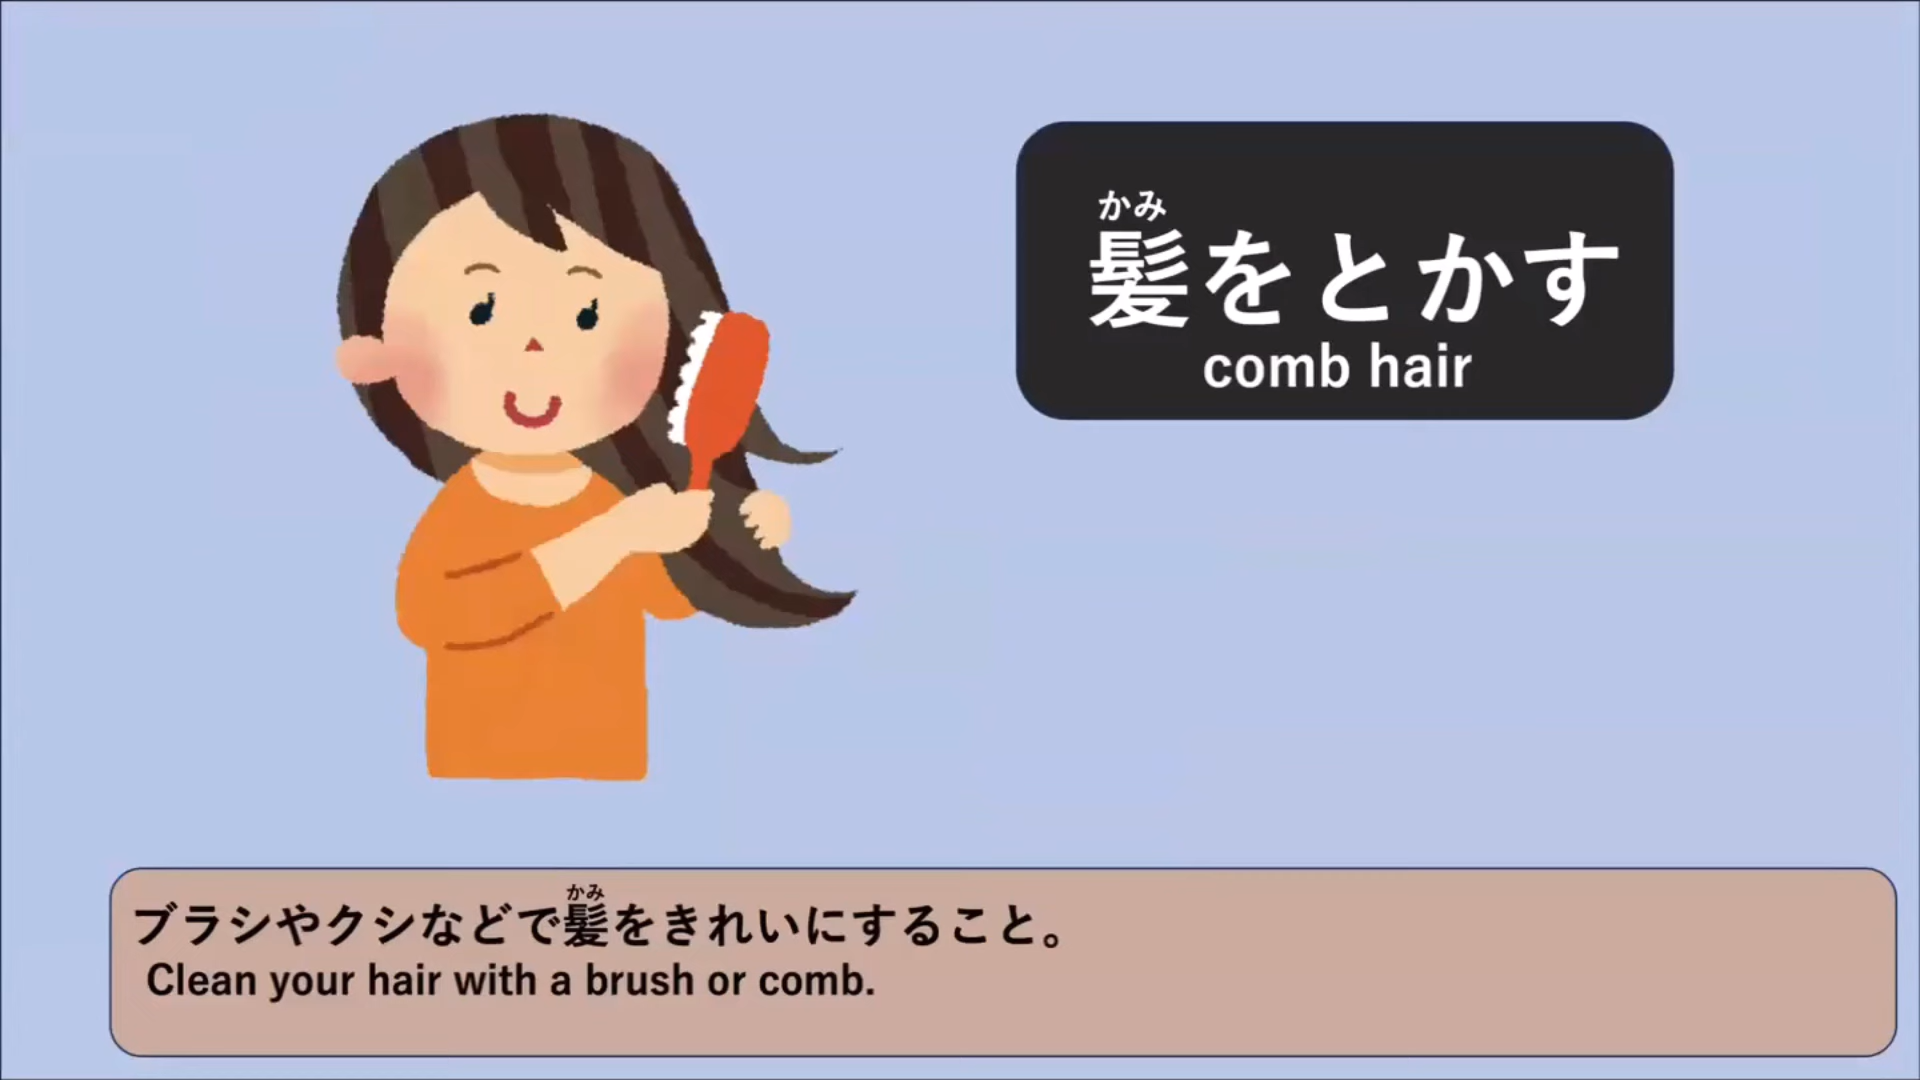 かみ
髪をとかす
comb hair
かみ
ブラシやクシなどで髪をきれいにすること。
Clean your hair with a brush or comb.